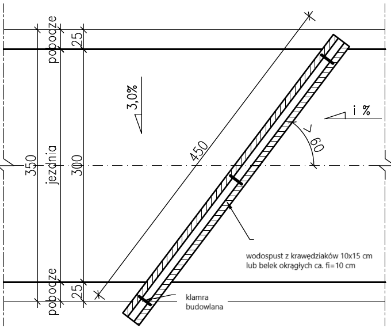 pobocze
25
3,0%
i %
> 60
450
350
jezdnia
300
wodospust z krawędziaków 10x15 cm
lub belek okrągłych ca. fi=10 cm
pobocze
25
klamra
budowlana